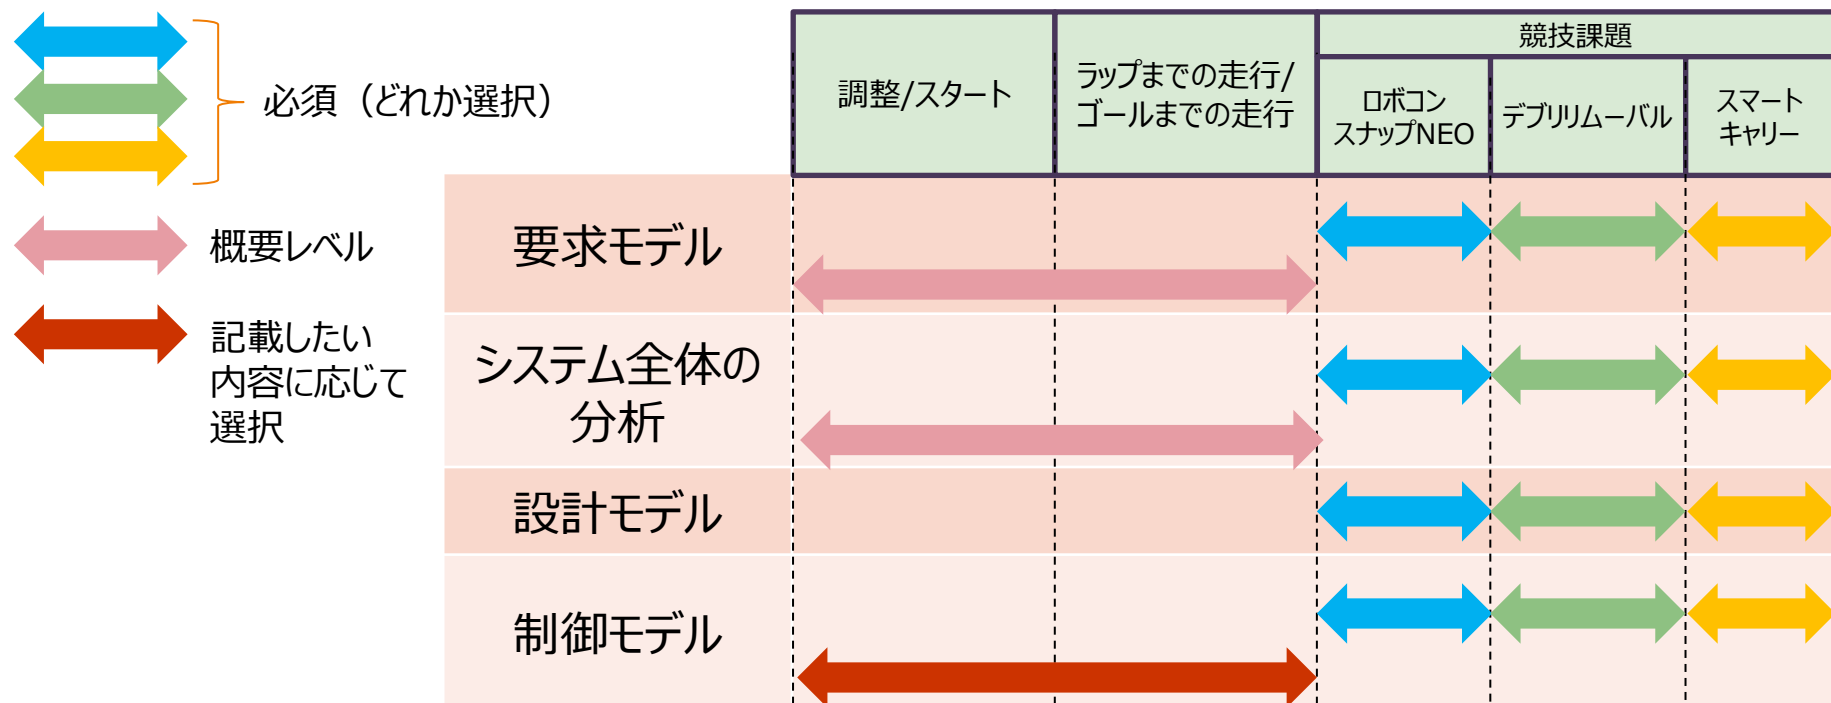 必須（どれか選択）
概要レベル
記載したい
内容に応じて
選択
調整/スタート
ラップまでの走行/
ゴールまでの走行
競技課題
ロボコン
スナップNEO
デブリリムーバル
スマート
キャリー
要求モデル
システム全体の
分析
設計モデル
制御モデル